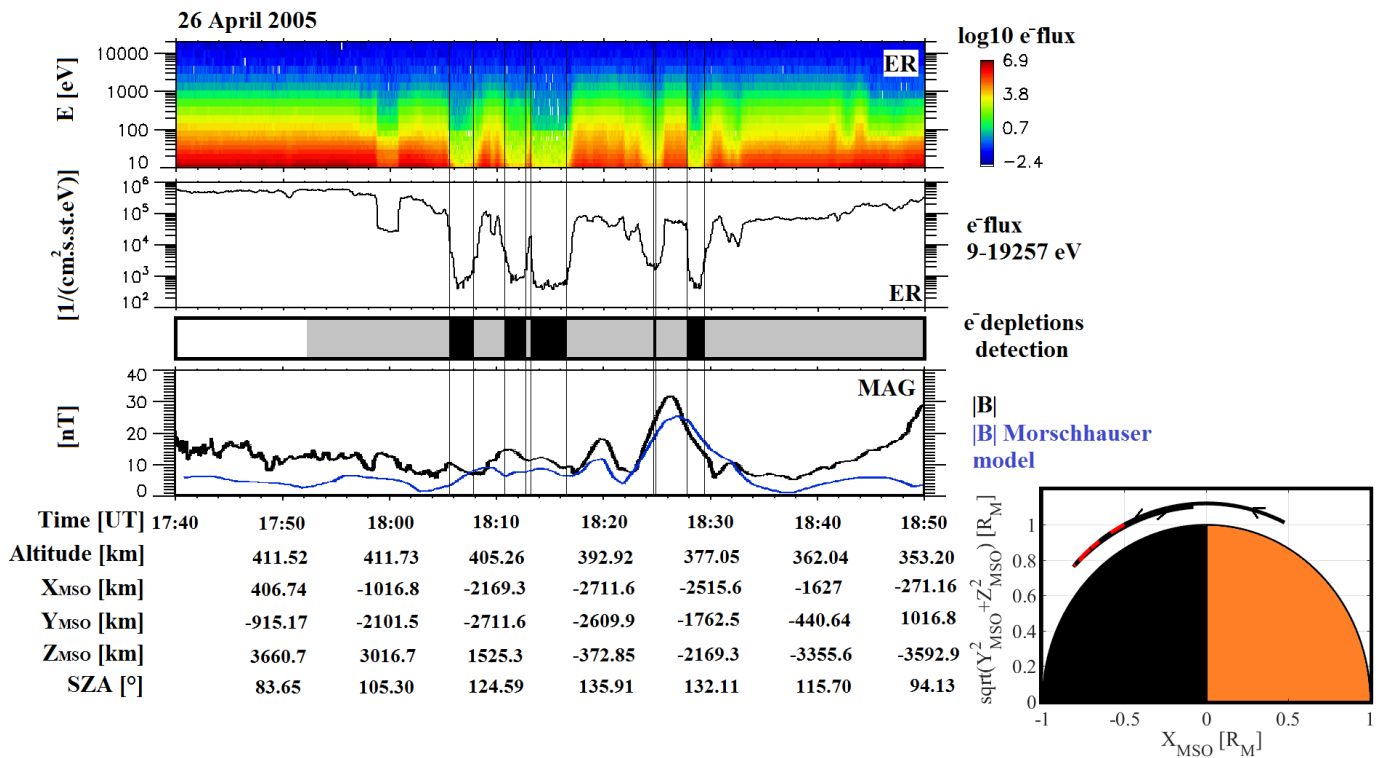 26 April 2005
E [eV]
10000
1000
100
10
ER
log10 e⁻flux
6.9
3.8
0.7
−2.4
[1/(cm².s.st.eV)]
10⁶
10⁵
10⁴
10³
10²
ER
e⁻flux
9-19257 eV
e⁻depletions
detection
[nT]
40
30
20
10
0
MAG
|B|
|B| Morschhauser
model
Time [UT] 17:40 17:50 18:00 18:10 18:20 18:30 18:40 18:50
Altitude [km] 411.52 411.73 405.26 392.92 377.05 362.04 353.20
XMSO [km] 406.74 -1016.8 -2169.3 -2711.6 -2515.6 -1627 -271.16
YMSO [km] -915.17 -2101.5 -2711.6 -2609.9 -1762.5 -440.64 1016.8
ZMSO [km] 3660.7 3016.7 1525.3 -372.85 -2169.3 -3355.6 -3592.9
SZA [°] 83.65 105.30 124.59 135.91 132.11 115.70 94.13
sqrt(Y²MSO+Z²MSO) [RM]
1
0.8
0.6
0.4
0.2
0
-1 -0.5 0 0.5 1
XMSO [RM]